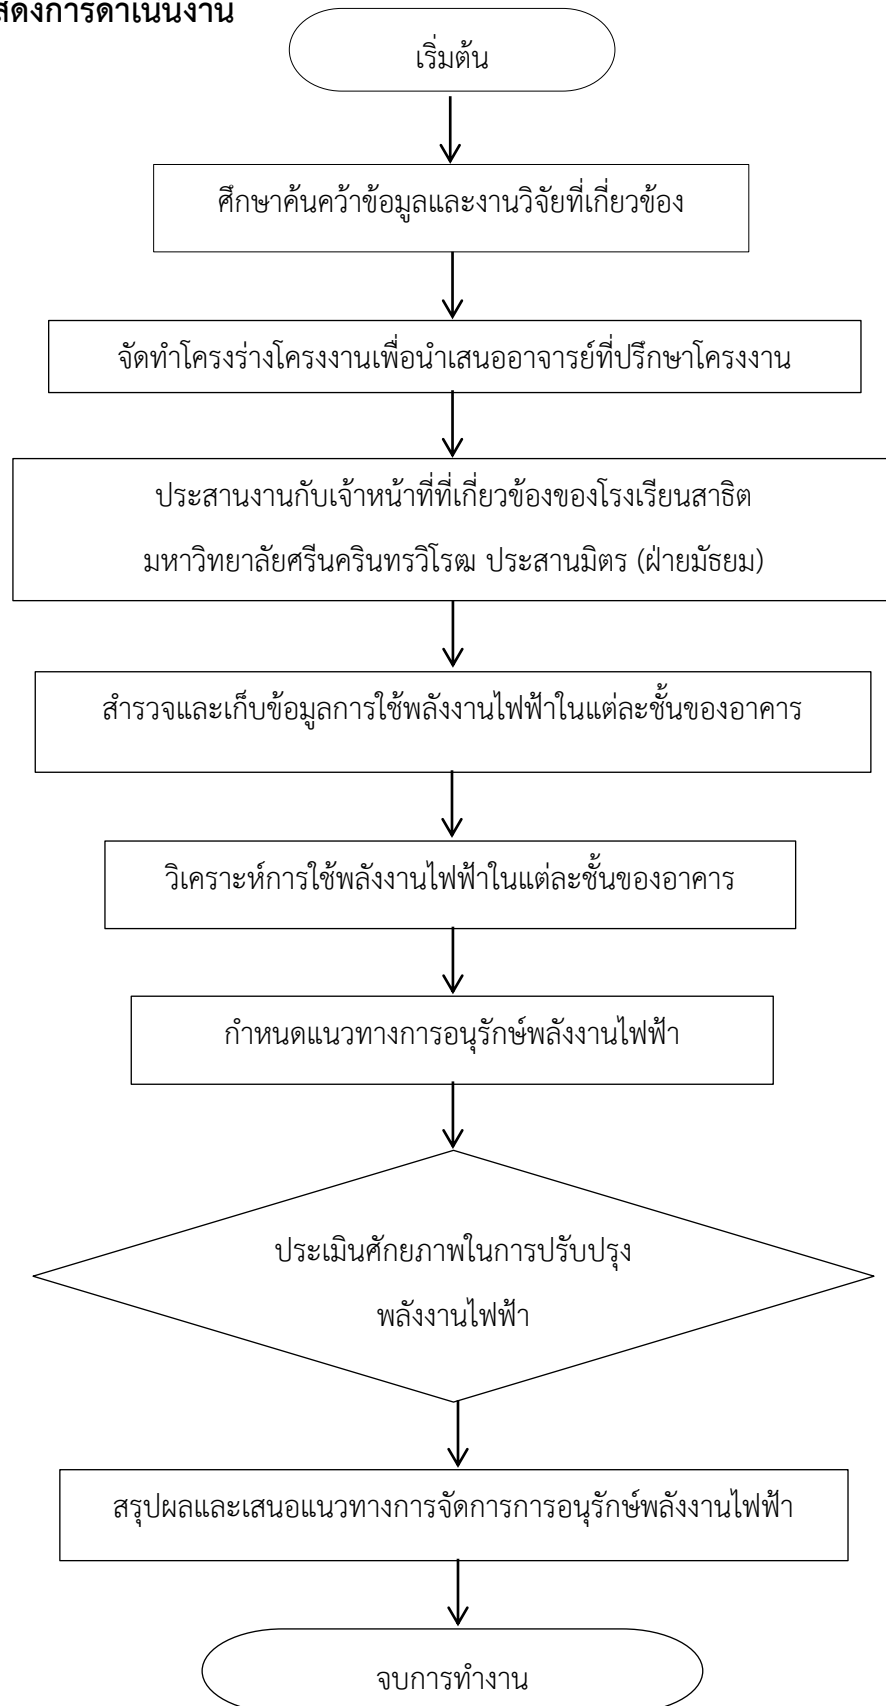 สดงการดำเนินงาน
เริ่มต้น
ศึกษาค้นคว้าข้อมูลและงานวิจัยที่เกี่ยวข้อง
จัดทำโครงร่างโครงงานเพื่อนำเสนออาจารย์ที่ปรึกษาโครงงาน
ประสานงานกับเจ้าหน้าที่ที่เกี่ยวข้องของโรงเรียนสาธิต
มหาวิทยาลัยศรีนครินทรวิโรฒ ประสานมิตร (ฝ่ายมัธยม)
สำรวจและเก็บข้อมูลการใช้พลังงานไฟฟ้าในแต่ละชั้นของอาคาร
วิเคราะห์การใช้พลังงานไฟฟ้าในแต่ละชั้นของอาคาร
กำหนดแนวทางการอนุรักษ์พลังงานไฟฟ้า
ประเมินศักยภาพในการปรับปรุง
พลังงานไฟฟ้า
สรุปผลและเสนอแนวทางการจัดการการอนุรักษ์พลังงานไฟฟ้า
จบการทำงาน